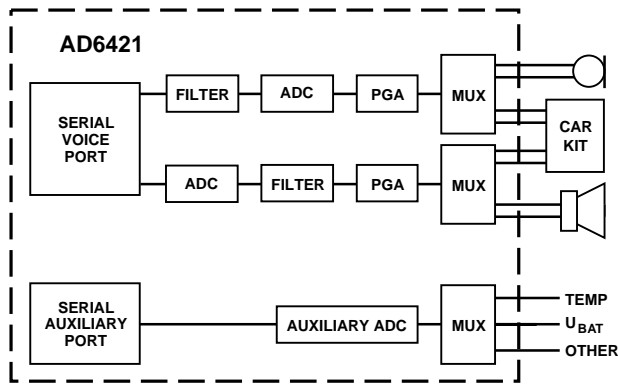 AD6421
SERIAL
VOICE
PORT
FILTER
ADC
PGA
MUX
CAR
KIT
ADC
FILTER
PGA
MUX
SERIAL
AUXILIARY
PORT
AUXILIARY ADC
MUX
TEMP
UBAT
OTHER